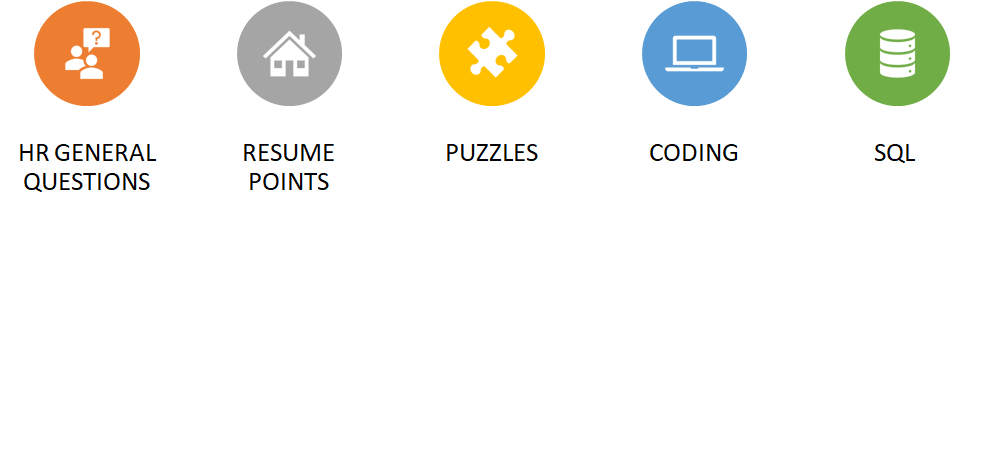 HR GENERAL
QUESTIONS
RESUME
POINTS
PUZZLES
CODING
SQL